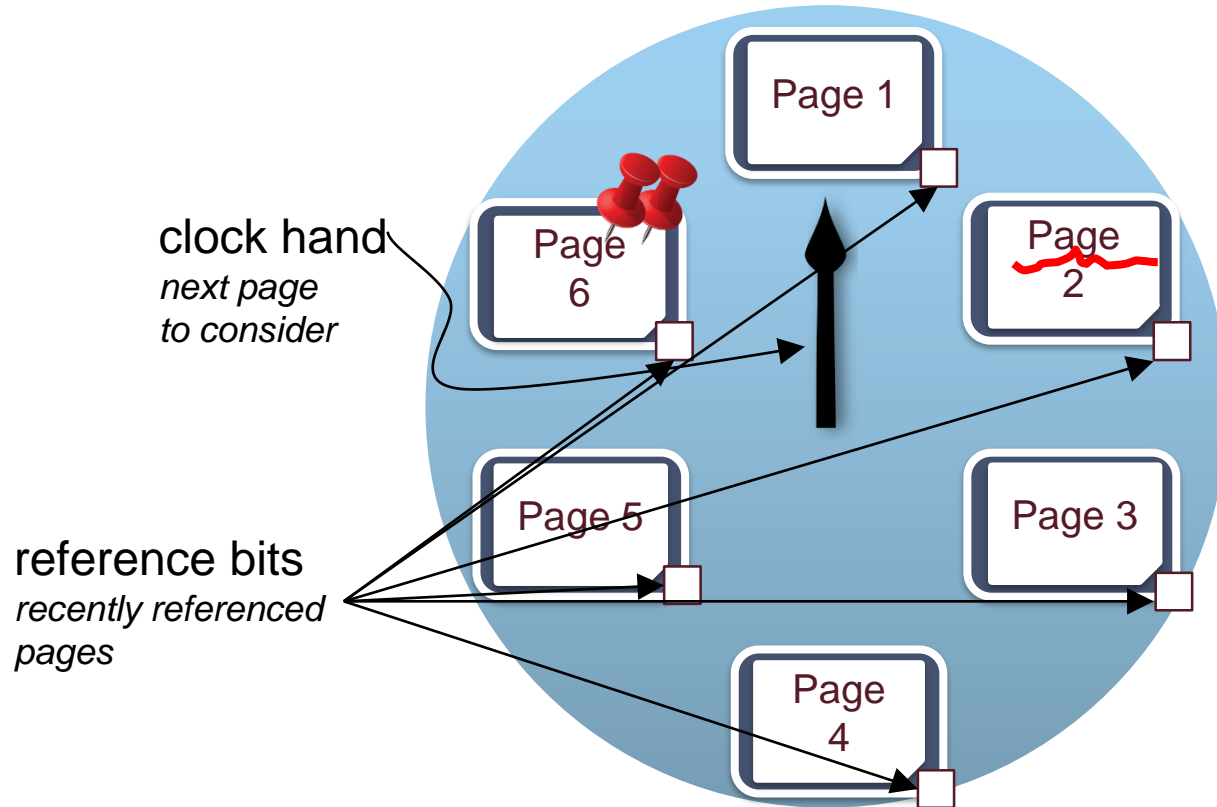 Page 1
clock hand
next page
to consider
Page
6
Page
2
Page 5
Page 3
reference bits
recently referenced
pages
Page
4